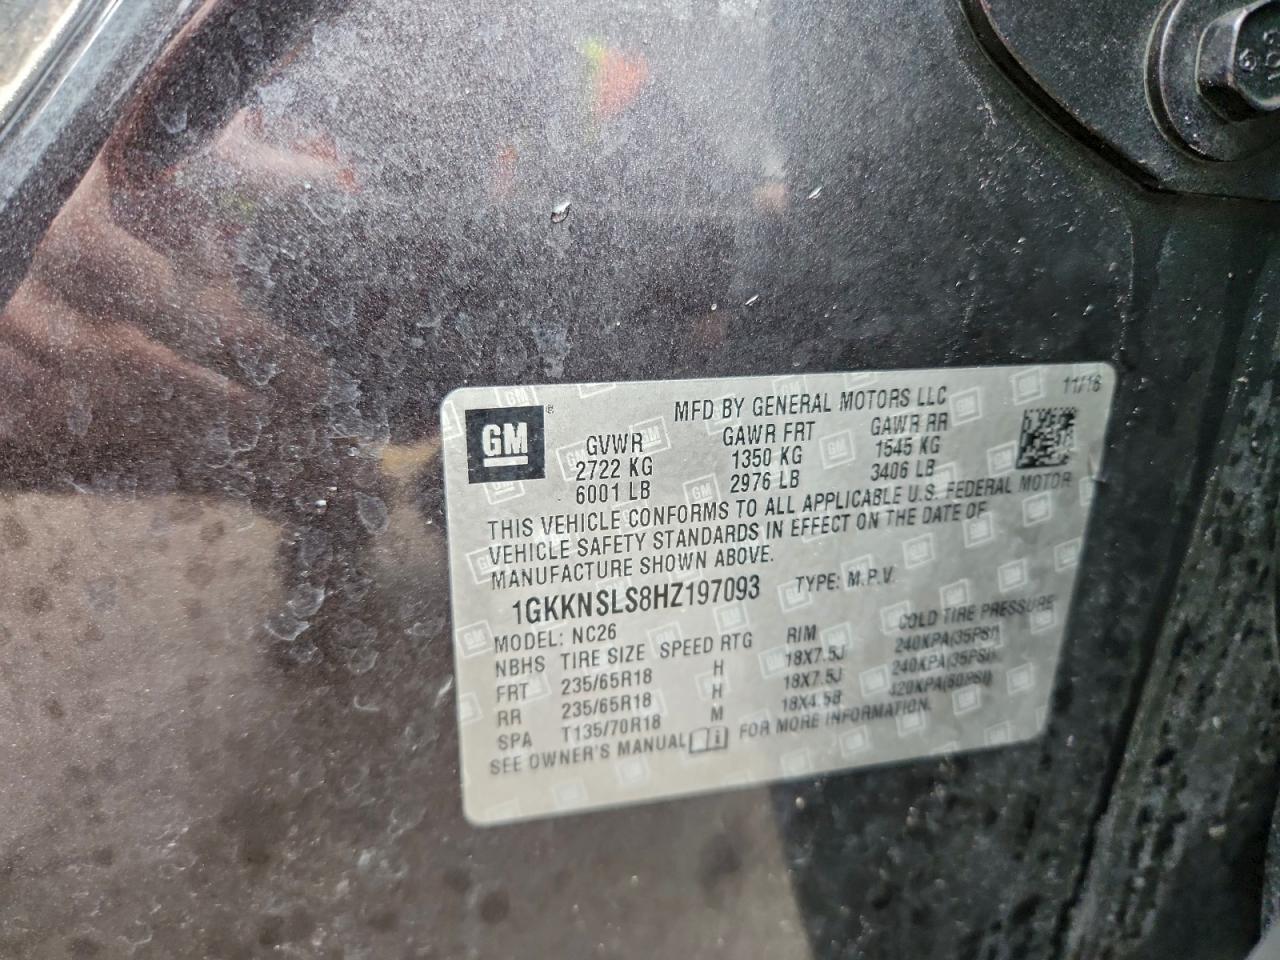 11/16
MFD BY GENERAL MOTORS LLC
GM
GVWR GAWR FRT GAWR RR
2722 KG 1350 KG 1545 KG
6001 LB 2976 LB 3406 LB
THIS VEHICLE CONFORMS TO ALL APPLICABLE U.S. FEDERAL MOTOR
VEHICLE SAFETY STANDARDS IN EFFECT ON THE DATE OF
MANUFACTURE SHOWN ABOVE.
1GKKNSLS8HZ197093 TYPE: M.P.V.
MODEL: NC26
NBHS TIRE SIZE SPEED RTG RIM COLD TIRE PRESSURE
FRT 235/65R18 H 18X7.5J 240KPA(35PSI)
RR 235/65R18 H 18X7.5J 240KPA(35PSI)
SPA T135/70R18 M 18X4.5B 420KPA(60PSI)
SEE OWNER'S MANUAL FOR MORE INFORMATION.